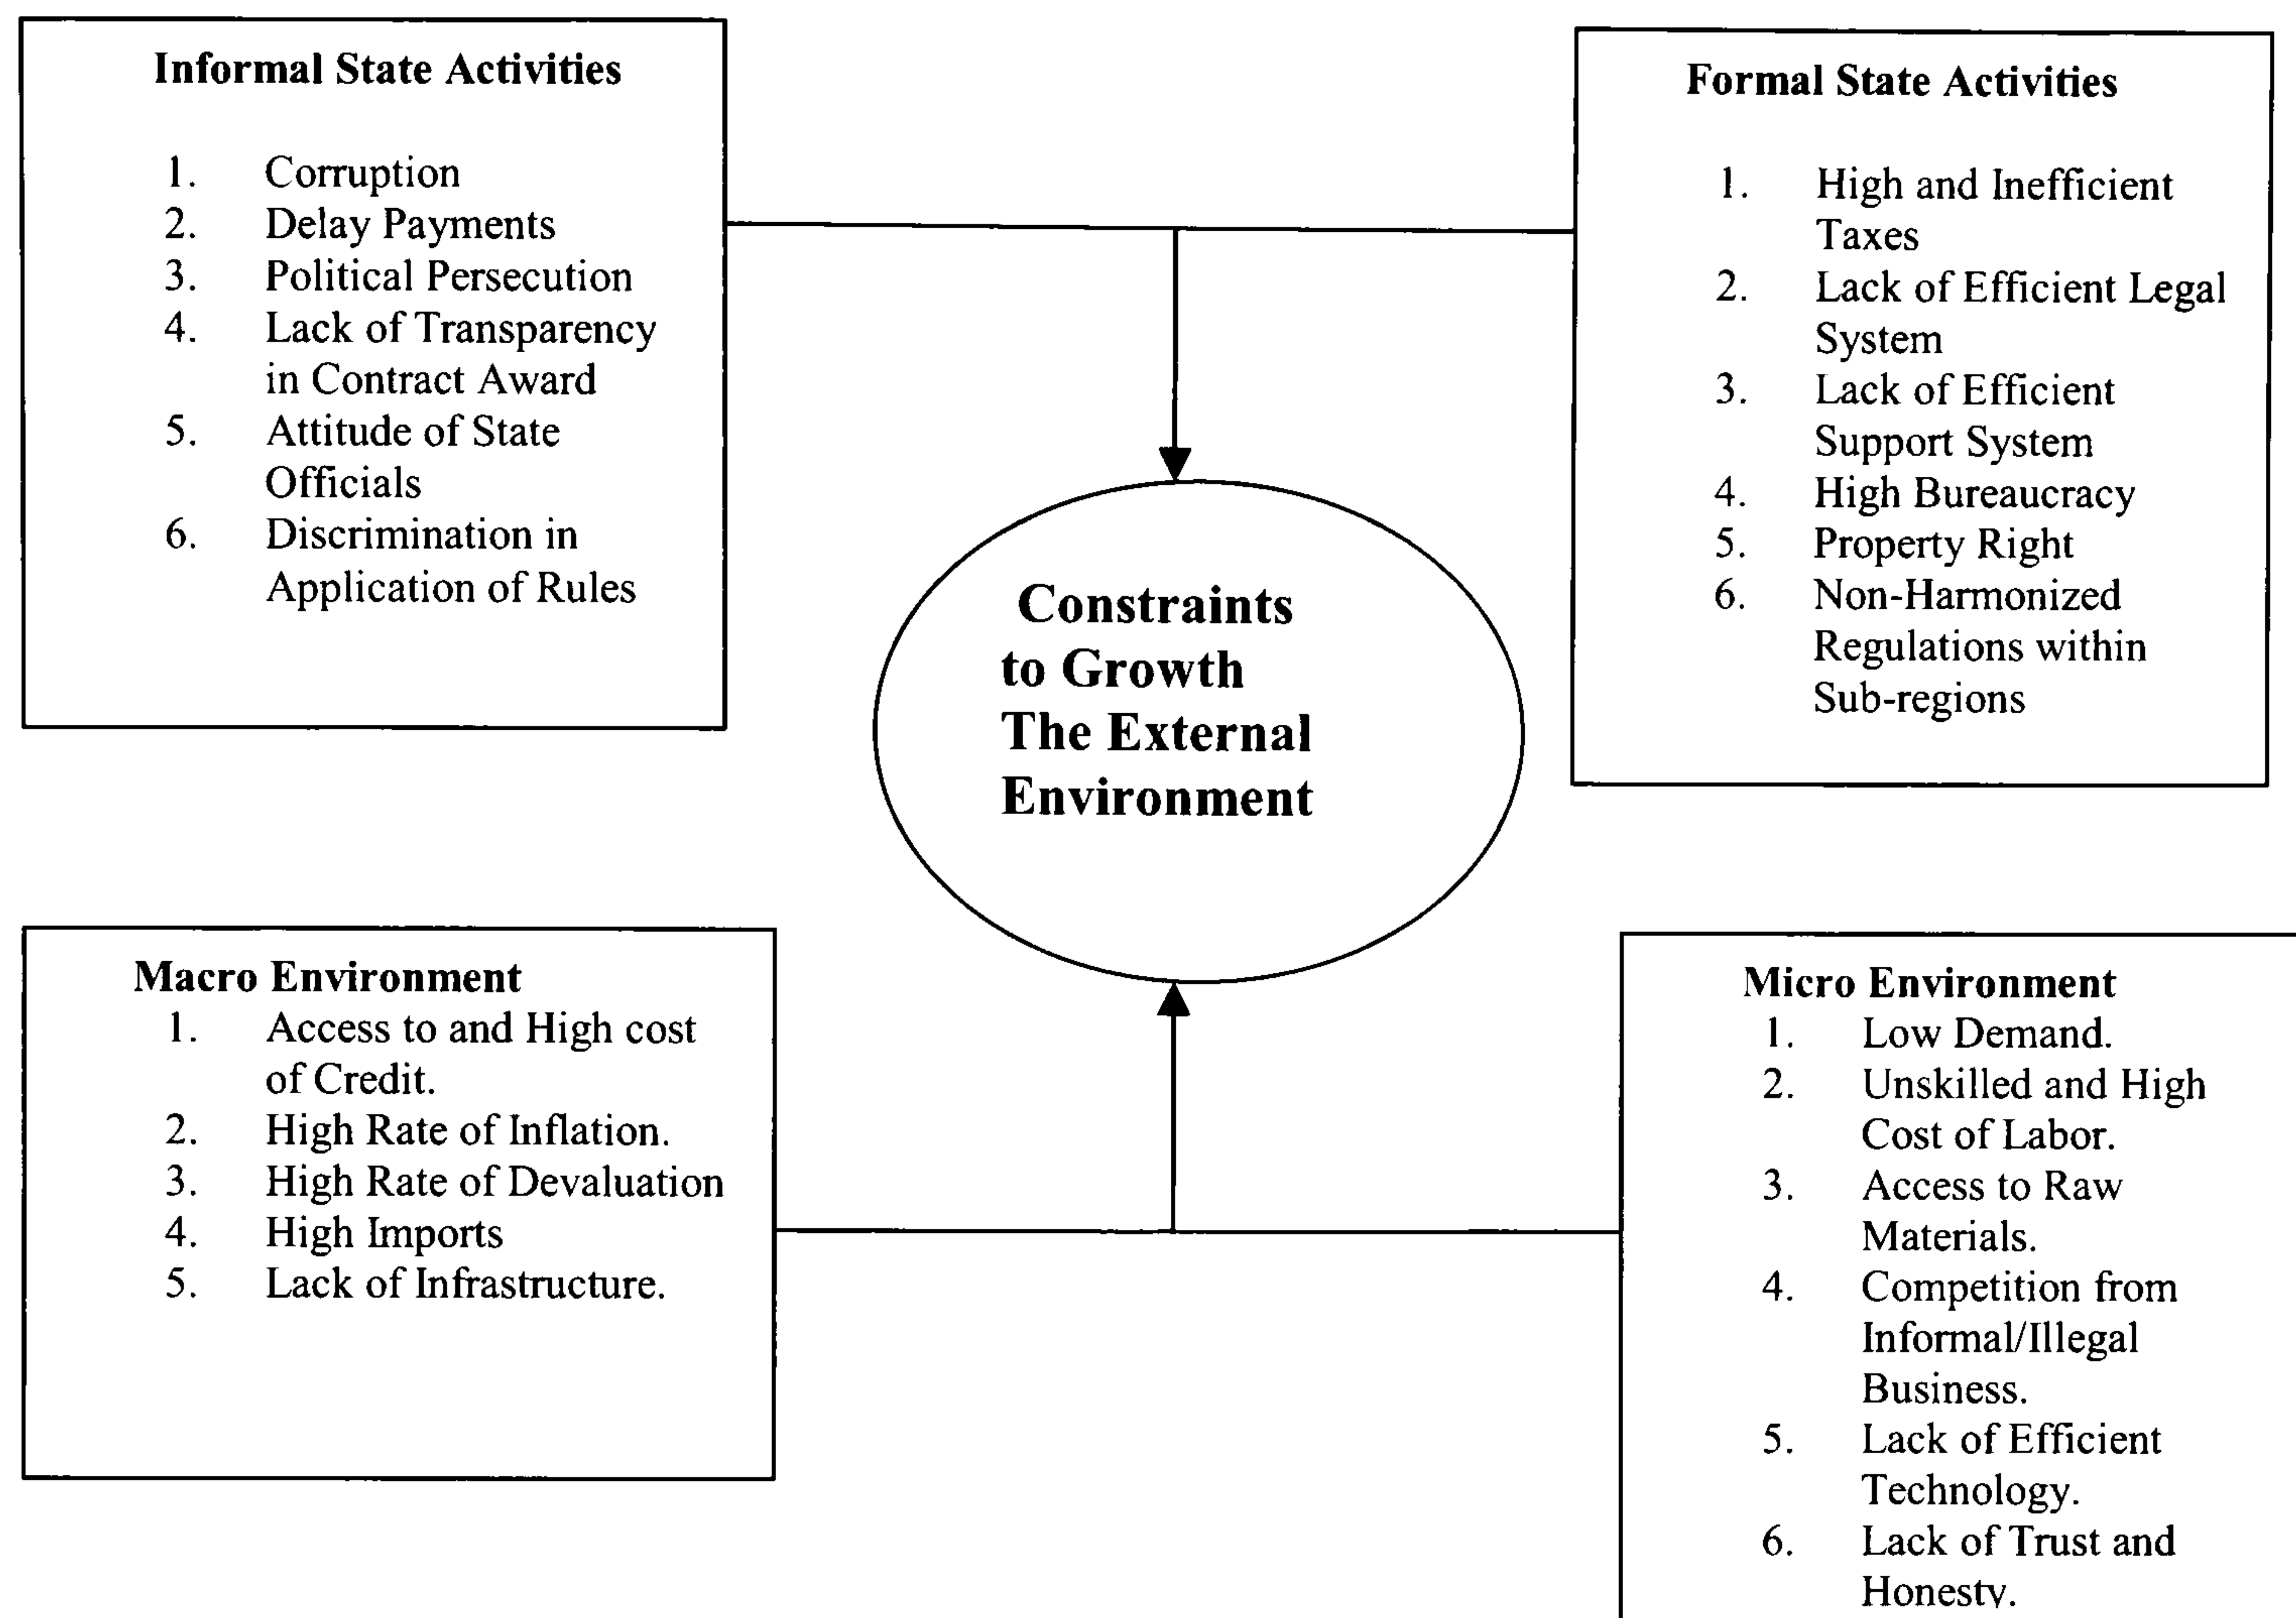 Informal State Activities
1. Corruption
2. Delay Payments
3. Political Persecution
4. Lack of Transparency
in Contract Award
5. Attitude of State
Officials
6. Discrimination in
Application of Rules
Formal State Activities
1. High and Inefficient
Taxes
2. Lack of Efficient Legal
System
3. Lack of Efficient
Support System
4. High Bureaucracy
5. Property Right
6. Non-Harmonized
Regulations within
Sub-regions
Constraints
to Growth
The External
Environment
Macro Environment
1. Access to and High cost
of Credit.
2. High Rate of Inflation.
3. High Rate of Devaluation
4. High Imports
5. Lack of Infrastructure.
Micro Environment
1. Low Demand.
2. Unskilled and High
Cost of Labor.
3. Access to Raw
Materials.
4. Competition from
Informal/Illegal
Business.
5. Lack of Efficient
Technology.
6. Lack of Trust and
Honesty.